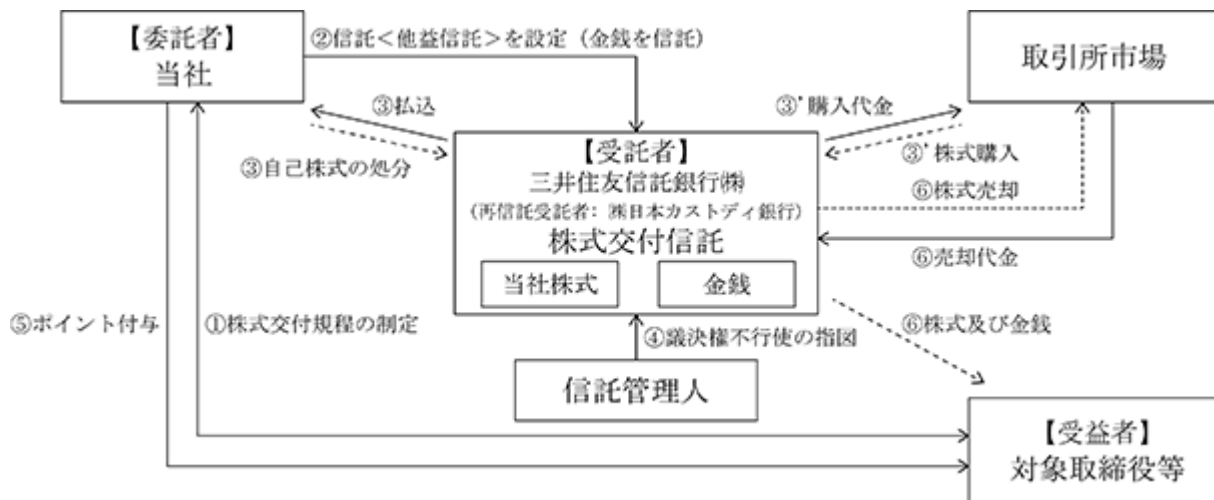 【委託者】
当社
②信託<他益信託>を設定（金銭を信託）
取引所市場
③払込
③自己株式の処分
【受託者】
三井住友信託銀行㈱
（再信託受託者：㈱日本カストディ銀行）
株式交付信託
当社株式
金銭
③’購入代金
③’株式購入
⑥株式売却
⑥売却代金
⑤ポイント付与
①株式交付規程の制定
④議決権不行使の指図
⑥株式及び金銭
信託管理人
【受益者】
対象取締役等